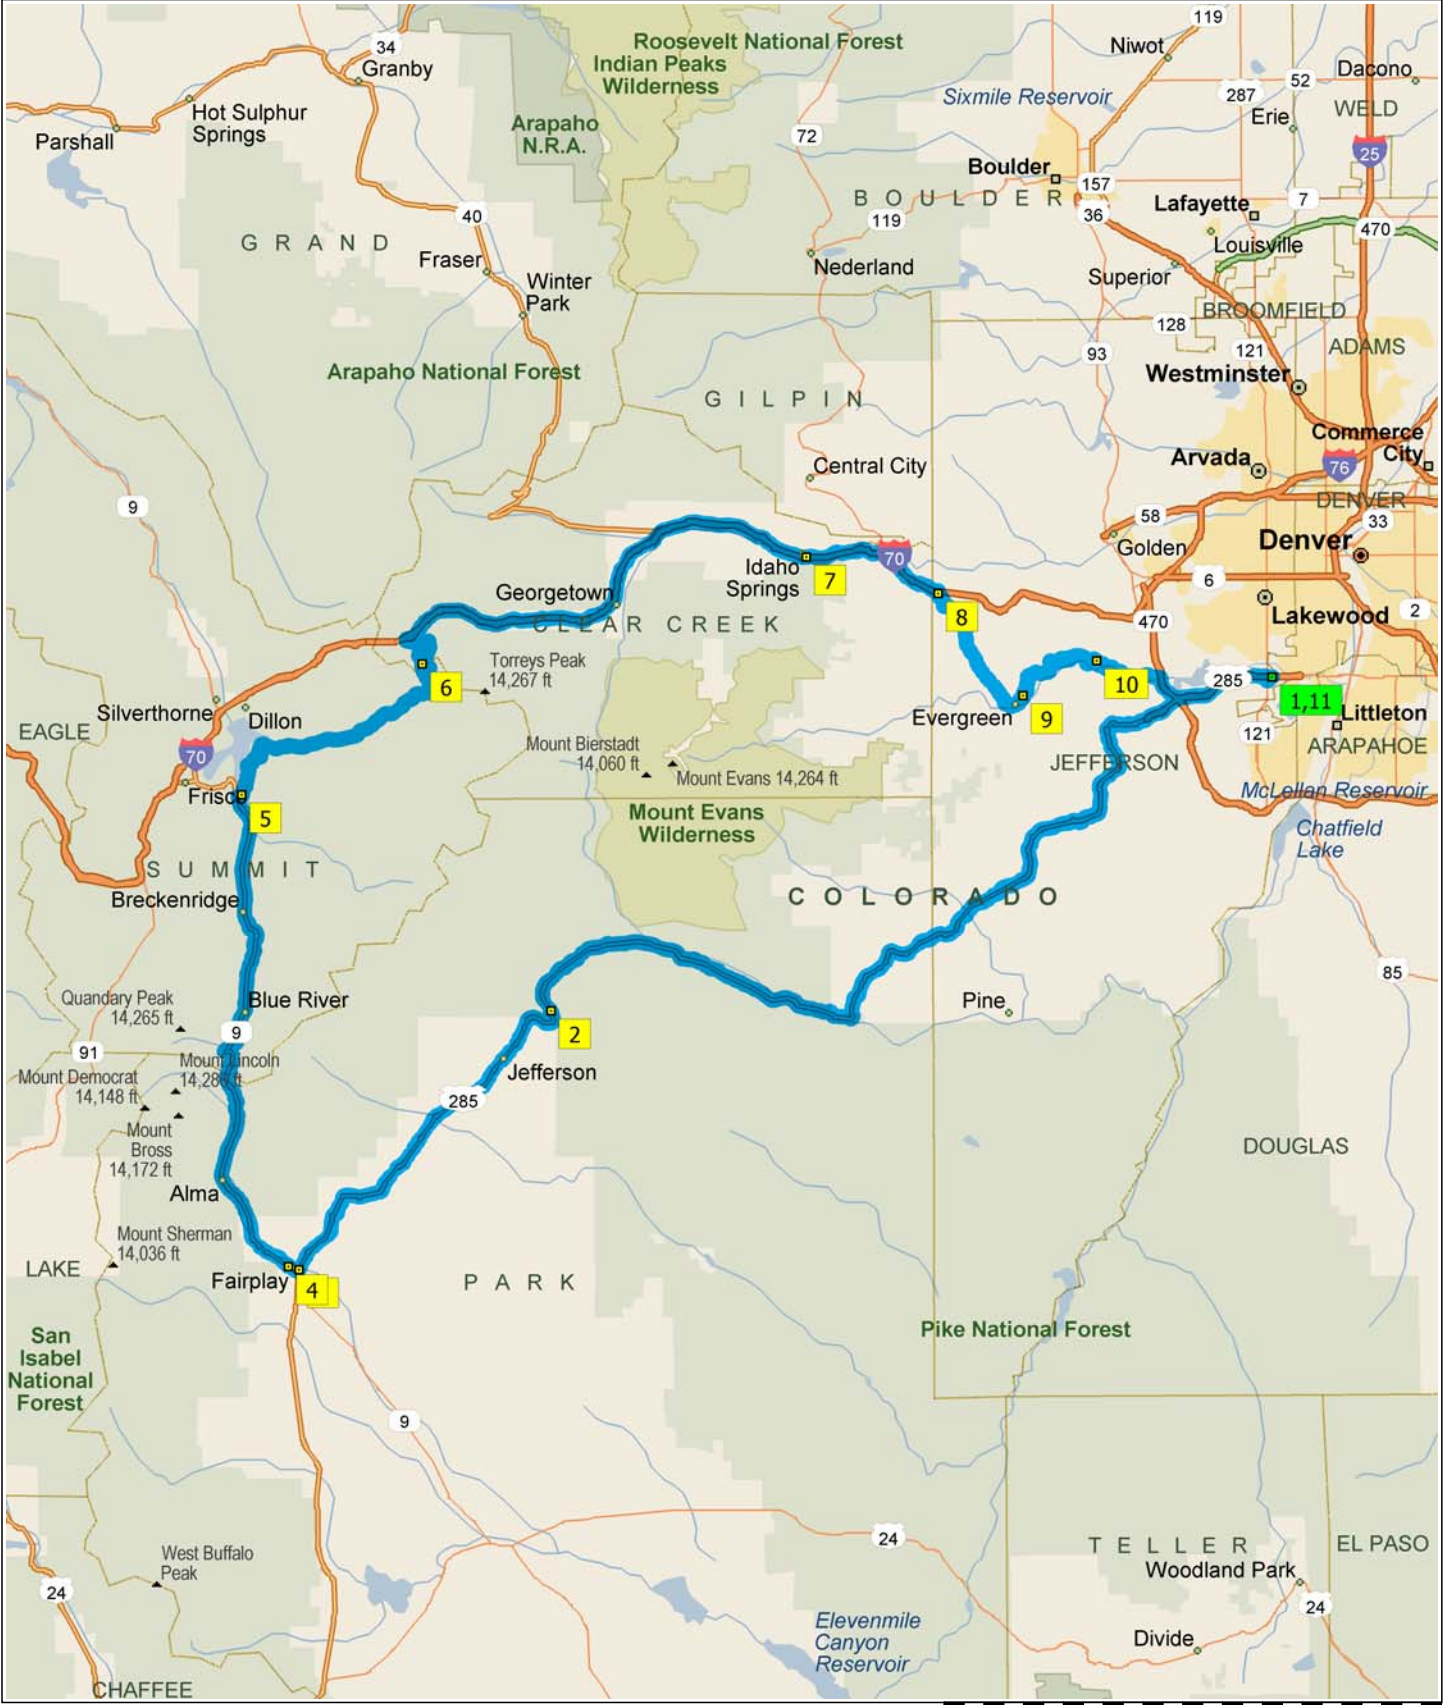 119
34
Granby
Niwot
Roosevelt National Forest
Indian Peaks
Wilderness
Sixmile Reservoir
287
52
Dacono
WELD
Erie
Hot Sulphur
Springs
Parshall
Arapaho
N.R.A.
72
25
Boulder
157
BOULDER
119
36
Lafayette
7
470
Louisville
40
GRAND
Fraser
Winter
Park
Nederland
Superior
BROOMFIELD
128
121
ADAMS
93
Westminster
Arapaho National Forest
GILPIN
Commerce
City
Arvada
76
Central City
9
DENVER
33
58
Golden
Denver
70
Idaho
Springs
7
6
Georgetown
8
Lakewood
2
470
CLEAR CREEK
Torreys Peak
14,267 ft
6
10
285
1,11
Silverthorne
Dillon
EAGLE
Evergreen
9
Littleton
121
ARAPAHOE
70
Mount Bierstadt
14,060 ft
Mount Evans 14,264 ft
JEFFERSON
Frisco
5
McLellan Reservoir
Mount Evans
Wilderness
Chatfield
Lake
SUMMIT
Breckenridge
COLORADO
85
Quandary Peak
14,265 ft
Blue River
Pine
9
2
91
Mount Lincoln
Mount Democrat
14,148 ft
Jefferson
285
Mount
Bross
14,172 ft
DOUGLAS
Alma
Mount Sherman
14,036 ft
LAKE
Fairplay
4
PARK
San
Isabel
National
Forest
Pike National Forest
9
24
TELLER
EL PASO
West Buffalo
Peak
Woodland Park
24
24
Elevenmile
Canyon
Reservoir
Divide
CHAFFEE